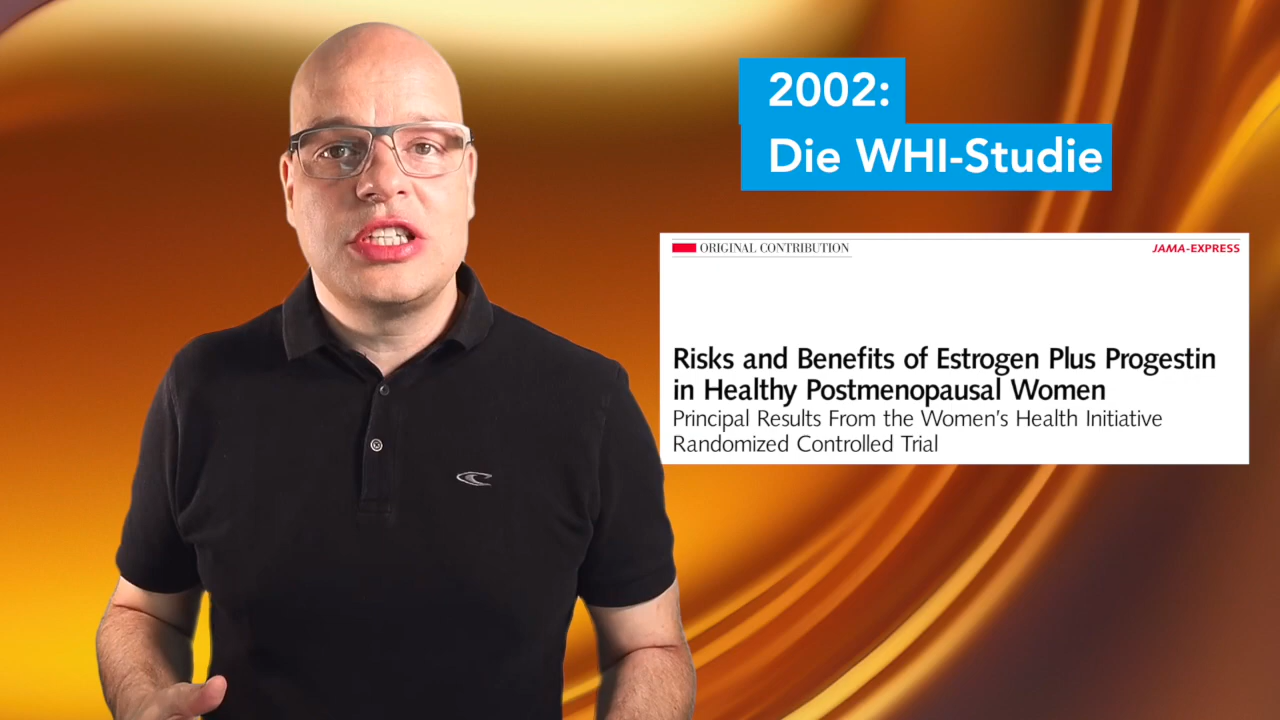 2002:
Die WHI-Studie
ORIGINAL CONTRIBUTION
JAMA-EXPRESS
Risks and Benefits of Estrogen Plus Progestin
in Healthy Postmenopausal Women
Principal Results From the Women's Health Initiative
Randomized Controlled Trial